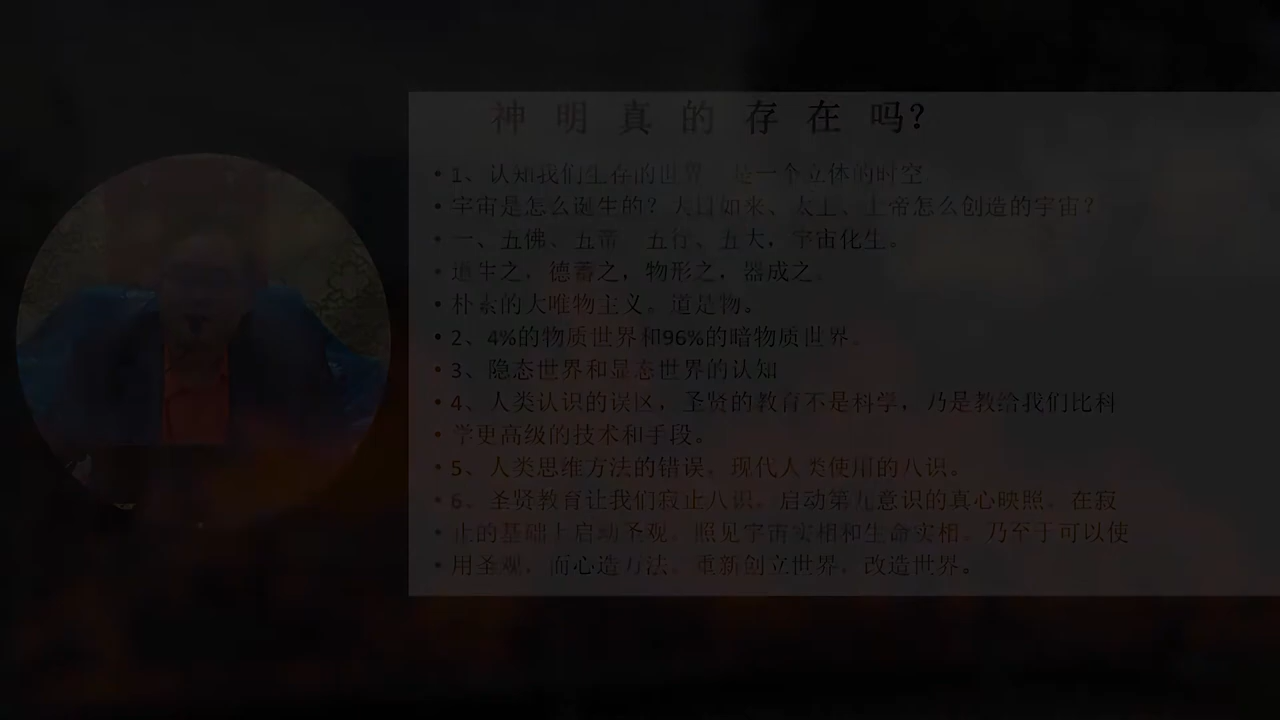 神明真的存在吗?
• 1、认知我们生存的世界 是一个立体的时空
• 宇宙是怎么诞生的? 大日如来、太上、上帝怎么创造的宇宙?
• 一、五佛、五帝、五行、五大，宇宙化生。
• 道生之，德蓄之，物形之，器成之。
• 朴素的大唯物主义。道是物。
• 2、4%的物质世界和96%的暗物质世界。
• 3、隐态世界和显态世界的认知
• 4、人类认识的误区，圣贤的教育不是科学，乃是教给我们比科
• 学更高级的技术和手段。
• 5、人类思维方法的错误。现代人类使用的八识。
• 6。圣贤教育让我们寂止八识。启动第九意识的真心映照。在寂
• 止的基础上启动圣观。照见宇宙实相和生命实相。乃至于可以使
• 用圣观，面心造方法。重新创立世界。改造世界。